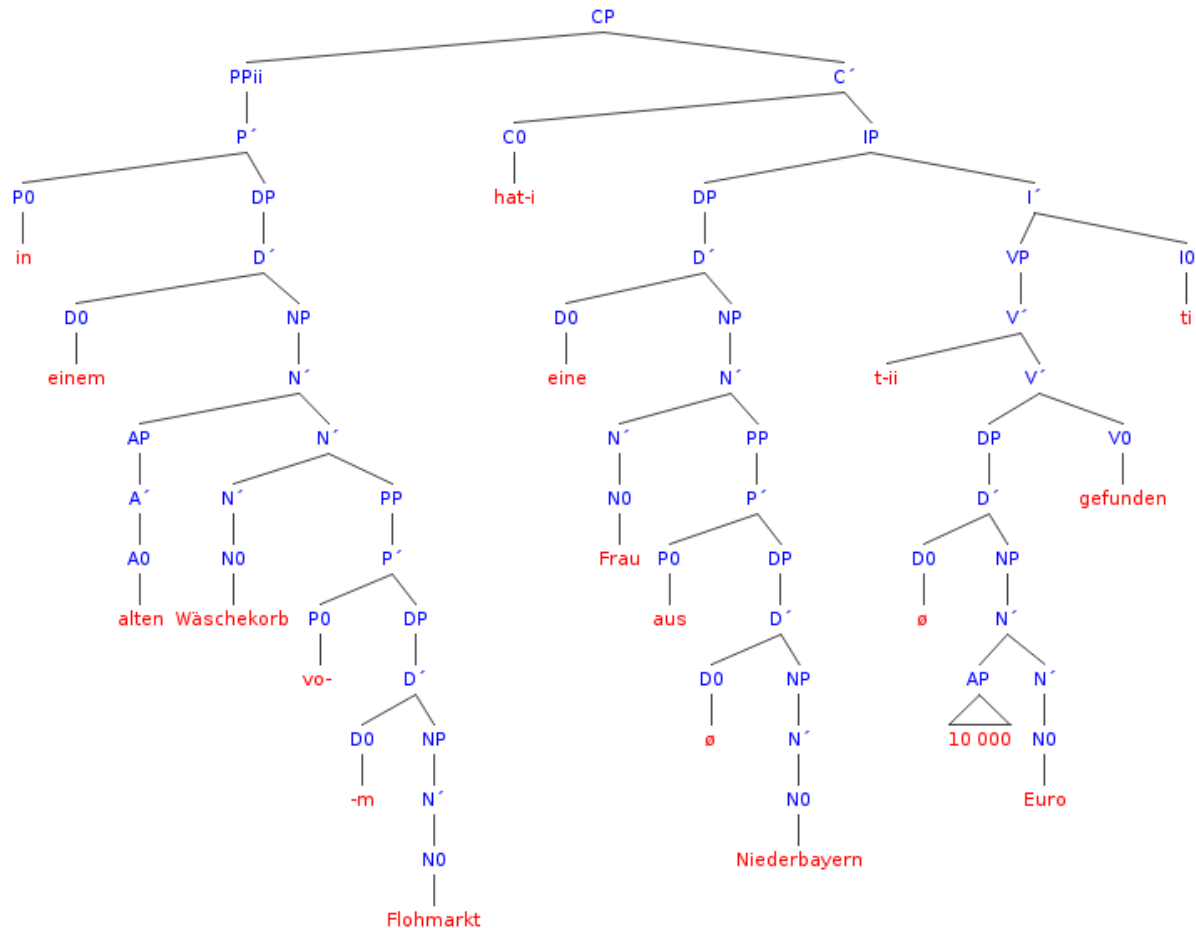 CP
PPii C´
P´ C0 IP
P0 DP hat-i DP I´
in D´ D´ VP I0
D0 NP D0 NP V´ ti
einem N´ eine N´ t-ii V´
AP N´ N´ PP DP V0
A´ N´ PP N0 P´ D´ gefunden
A0 N0 P´ Frau P0 DP D0 NP
alten Wäschekorb P0 DP aus D´ ø N´
vo- D´ D0 NP AP N´
D0 NP ø N´ 10 000 N0
-m N´ N0 Euro
N0 Niederbayern
Flohmarkt